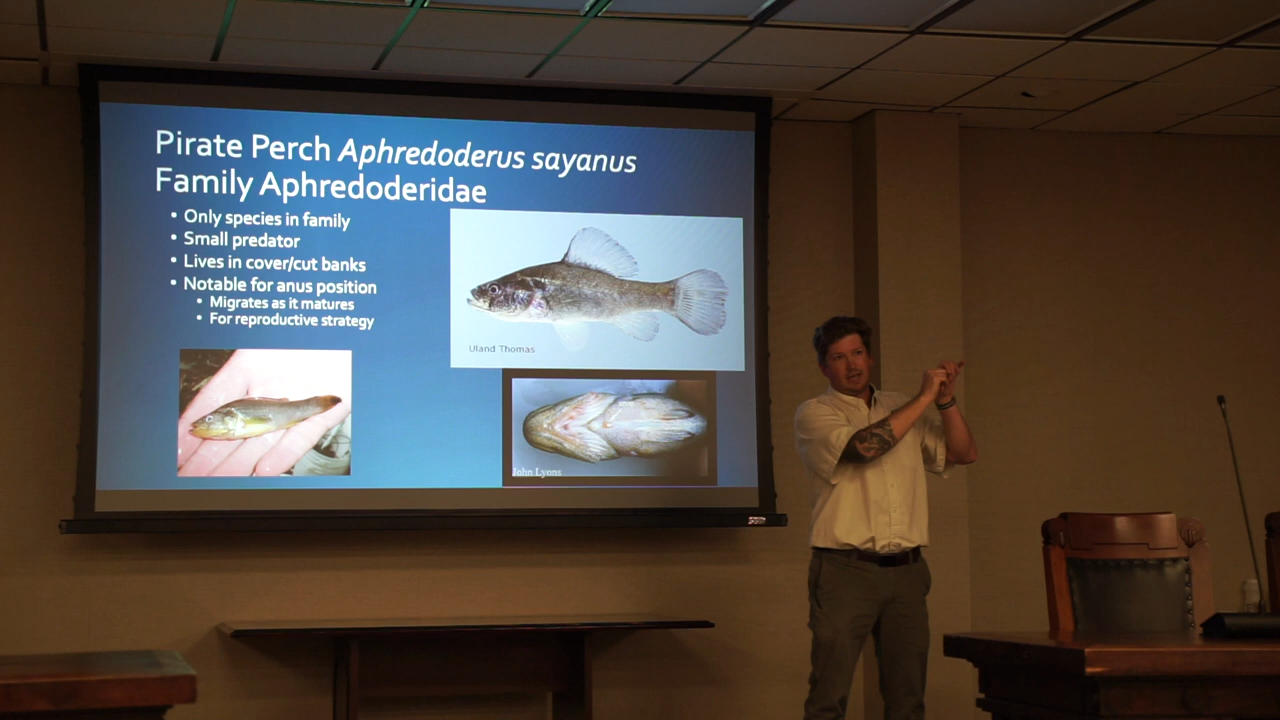 Pirate Perch Aphredoderus sayanus
Family Aphredoderidae
• Only species in family
• Small predator
• Lives in cover/cut banks
• Notable for anus position
• Migrates as it matures
• For reproductive strategy
Uland Thomas
John Lyons